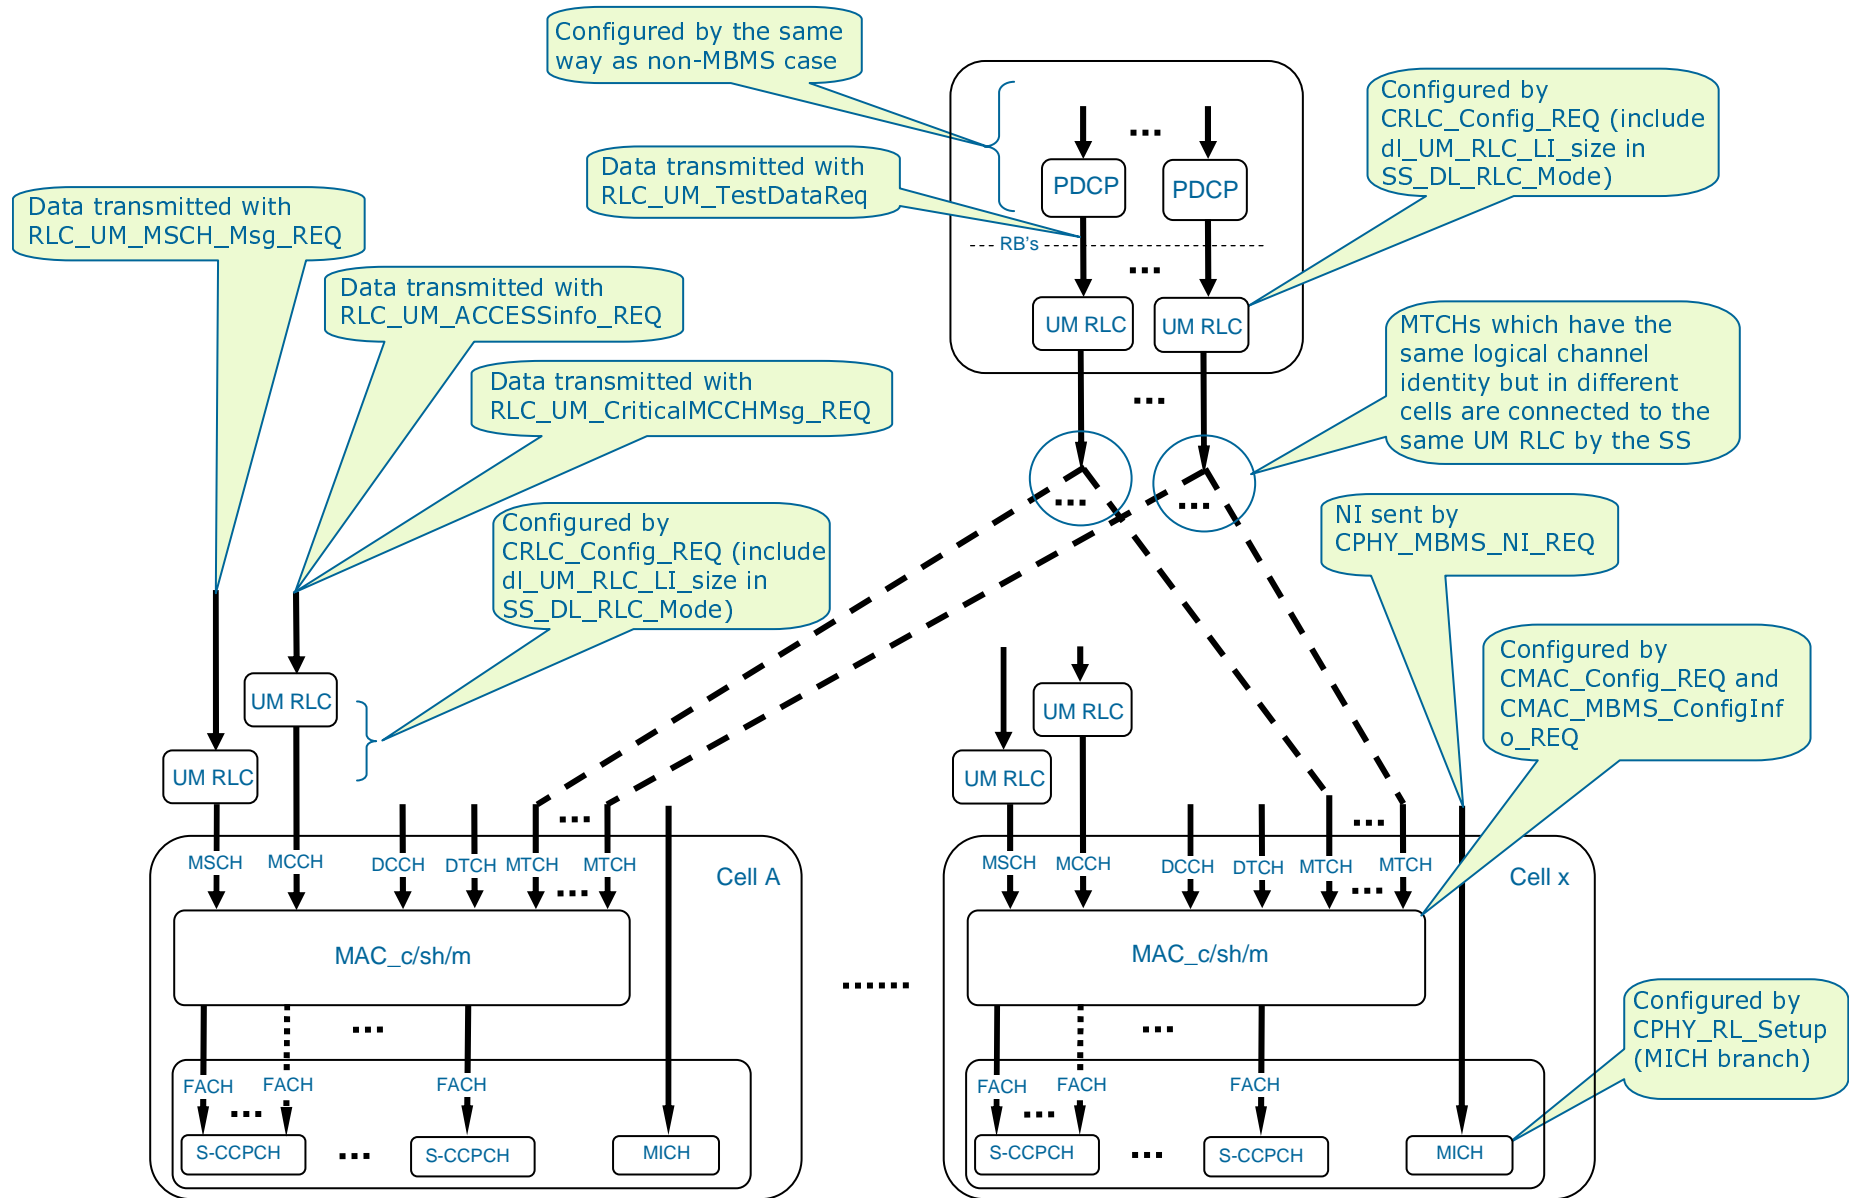 Configured by the same
way as non-MBMS case
Configured by
CRLC_Config_REQ (include
dl_UM_RLC_LI_size in
SS_DL_RLC_Mode)
Data transmitted with
RLC_UM_TestDataReq
PDCP
PDCP
Data transmitted with
RLC_UM_MSCH_Msg_REQ
RB's
Data transmitted with
RLC_UM_ACCESSinfo_REQ
UM RLC
UM RLC
MTCHs which have the
same logical channel
identity but in different
cells are connected to the
same UM RLC by the SS
Data transmitted with
RLC_UM_CriticalMCCHMsg_REQ
Configured by
CRLC_Config_REQ (include
dl_UM_RLC_LI_size in
SS_DL_RLC_Mode)
NI sent by
CPHY_MBMS_NI_REQ
Configured by
CMAC_Config_REQ and
CMAC_MBMS_ConfigInf
o_REQ
UM RLC
UM RLC
UM RLC
UM RLC
MSCH
MCCH
DCCH
DTCH
MTCH
MTCH
Cell A
MSCH
MCCH
DCCH
DTCH
MTCH
MTCH
Cell x
MAC_c/sh/m
MAC_c/sh/m
Configured by
CPHY_RL_Setup
(MICH branch)
FACH
FACH
FACH
FACH
FACH
FACH
S-CCPCH
S-CCPCH
MICH
S-CCPCH
S-CCPCH
MICH